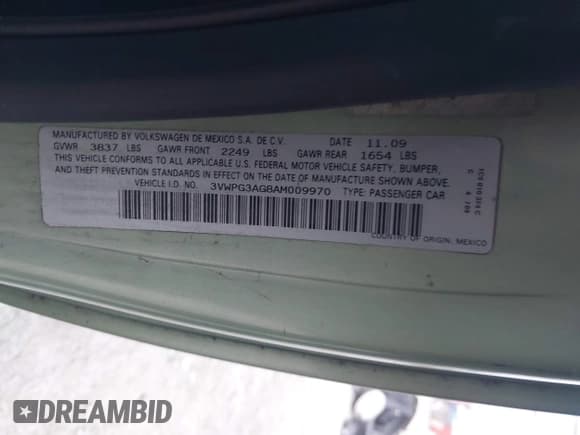 MANUFACTURED BY VOLKSWAGEN DE MEXICO S.A. DE C.V. DATE 11.09
GVWR 3837 LBS GAWR FRONT 2249 LBS GAWR REAR 1654 LBS
THIS VEHICLE CONFORMS TO ALL APPLICABLE U.S. FEDERAL MOTOR VEHICLE SAFETY, BUMPER,
AND THEFT PREVENTION STANDARDS IN EFFECT ON THE DATE OF MANUFACTURE SHOWN ABOVE.
VEHICLE I.D. NO. 3VWPG3AG8AM009970 TYPE: PASSENGER CAR
COUNTRY OF ORIGIN: MEXICO
DREAMBID